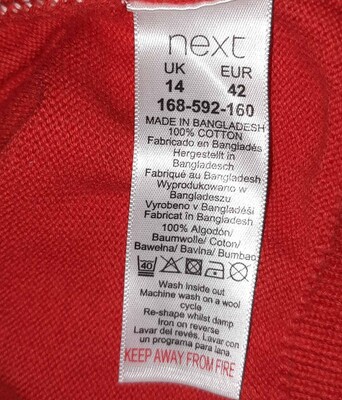 next
UK EUR
14 42
168-592-160
MADE IN BANGLADESH
100% COTTON
Fabricado en Bangladés
Hergestellt in
Bangladesch
Fabriqué au Bangladesh
Wyprodukowano w
Bangladeszu
Vyrobeno v Bangladéši
Fabricat în Bangladesh
100% Algodón/
Baumwolle/ Coton/
Bawełna/ Bavlna/ Bumbac
40
Wash inside out
Machine wash on a wool
cycle
Re-shape whilst damp
Iron on reverse
Lavar del revés. Lavar con
un programa para lana.
KEEP AWAY FROM FIRE